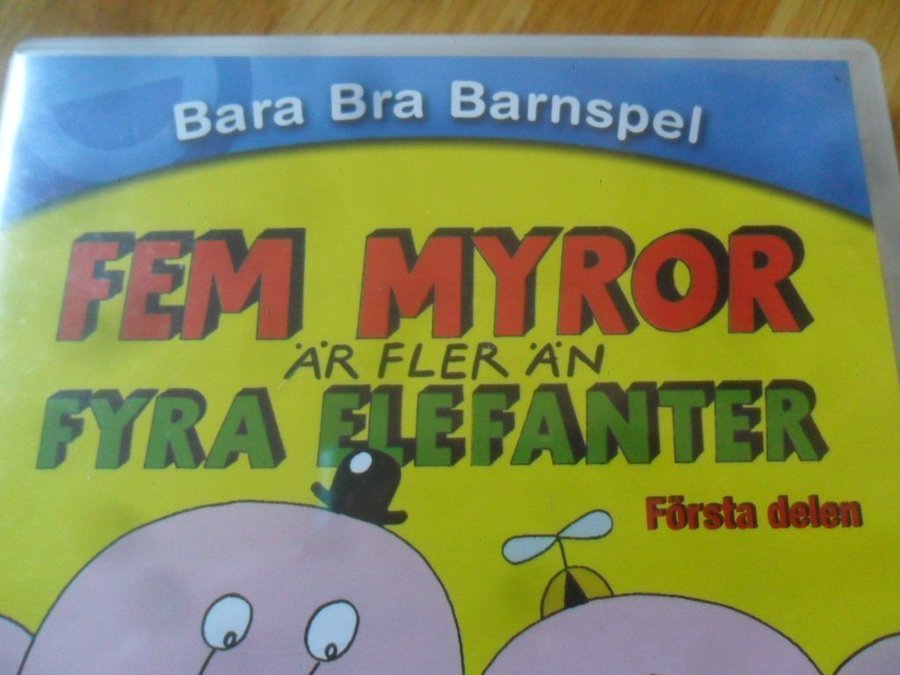 Bara Bra Barnspel
FEM MYROR
ÄR FLER ÄN
FYRA ELEFANTER
Första delen